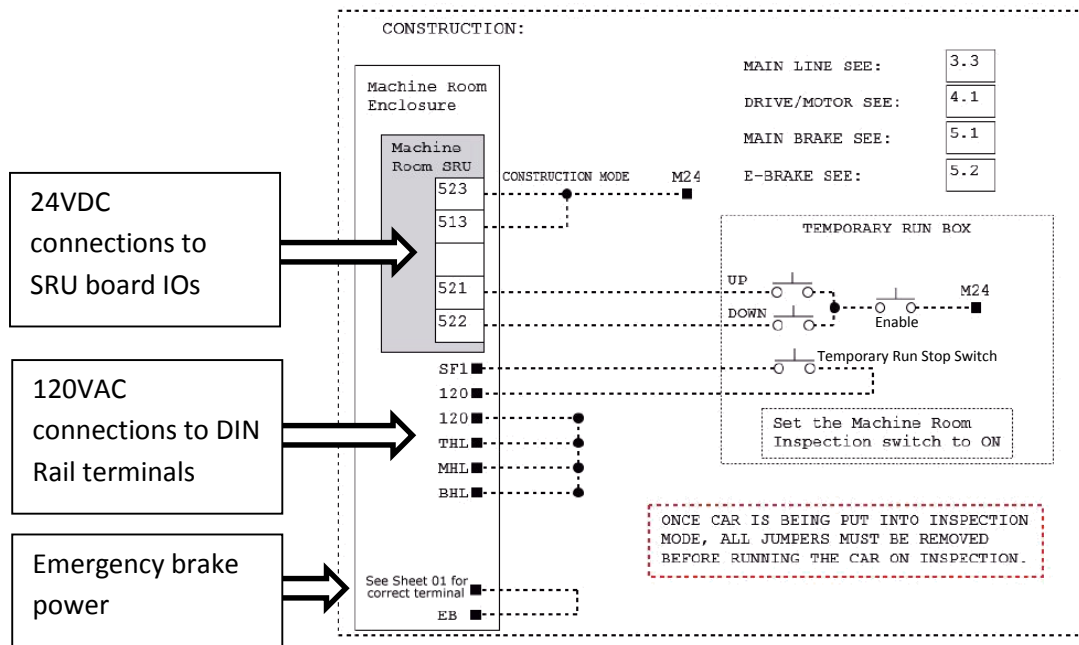 CONSTRUCTION:
MAIN LINE SEE: 3.3
DRIVE/MOTOR SEE: 4.1
MAIN BRAKE SEE: 5.1
E-BRAKE SEE: 5.2
Machine Room
Enclosure
Machine
Room SRU
523
CONSTRUCTION MODE
M24
513
521
522
24VDC
connections to
SRU board IOs
TEMPORARY RUN BOX
UP
DOWN
Enable
M24
Temporary Run Stop Switch
Set the Machine Room
Inspection switch to ON
SF1
120
120
THL
MHL
BHL
120VAC
connections to DIN
Rail terminals
ONCE CAR IS BEING PUT INTO INSPECTION
MODE, ALL JUMPERS MUST BE REMOVED
BEFORE RUNNING THE CAR ON INSPECTION.
Emergency brake
power
See Sheet 01 for
correct terminal
EB